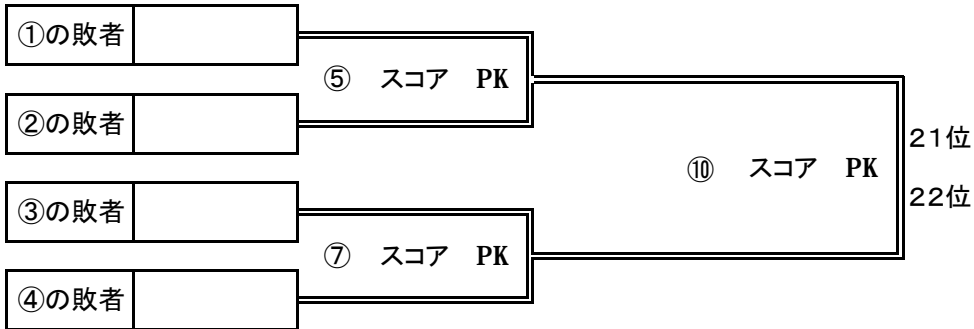 ①の敗者
⑤ スコア PK
②の敗者
21位
⑩ スコア PK
22位
③の敗者
⑦ スコア PK
④の敗者